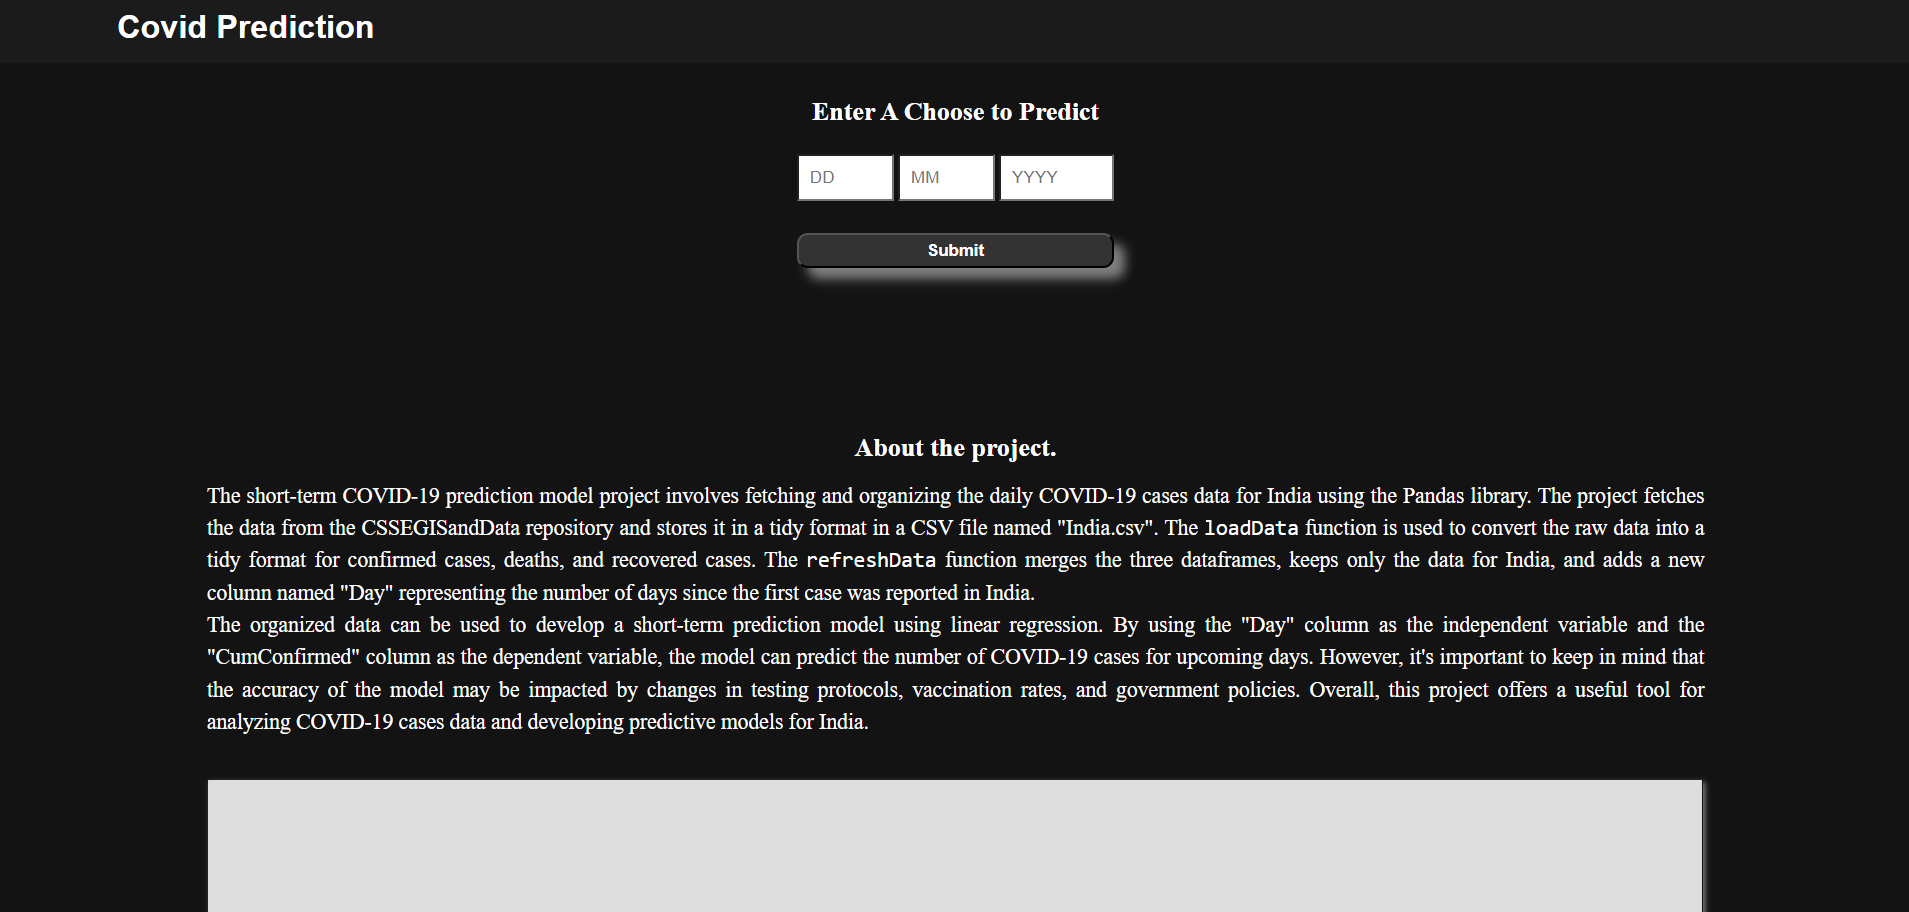 Covid Prediction
Enter A Choose to Predict
DD MM YYYY
Submit
About the project.
The short-term COVID-19 prediction model project involves fetching and organizing the daily COVID-19 cases data for India using the Pandas library. The project fetches
the data from the CSSEGISandData repository and stores it in a tidy format in a CSV file named "India.csv". The loadData function is used to convert the raw data into a
tidy format for confirmed cases, deaths, and recovered cases. The refreshData function merges the three dataframes, keeps only the data for India, and adds a new
column named "Day" representing the number of days since the first case was reported in India.
The organized data can be used to develop a short-term prediction model using linear regression. By using the "Day" column as the independent variable and the
"CumConfirmed" column as the dependent variable, the model can predict the number of COVID-19 cases for upcoming days. However, it's important to keep in mind that
the accuracy of the model may be impacted by changes in testing protocols, vaccination rates, and government policies. Overall, this project offers a useful tool for
analyzing COVID-19 cases data and developing predictive models for India.